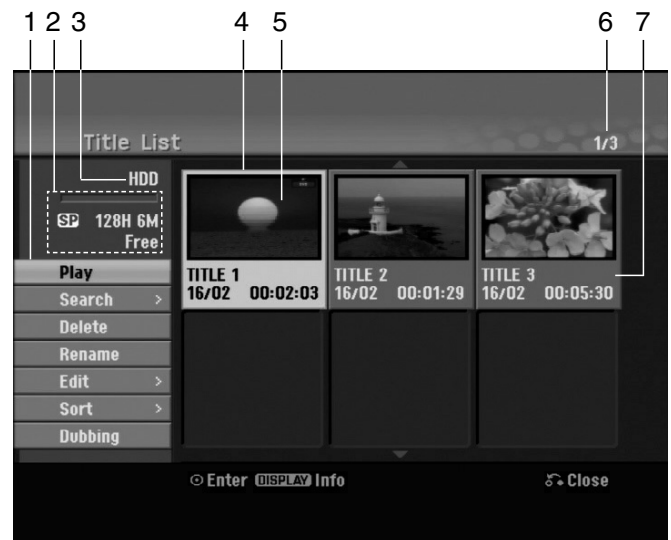 1 2 3 4 5 6 7
Title List
1/3
HDD
SP 128H 6M
Free
Play
Search >
Delete
Rename
Edit >
Sort >
Dubbing
TITLE 1
16/02 00:02:03
TITLE 2
16/02 00:01:29
TITLE 3
16/02 00:05:30
Enter DISPLAY Info
Close